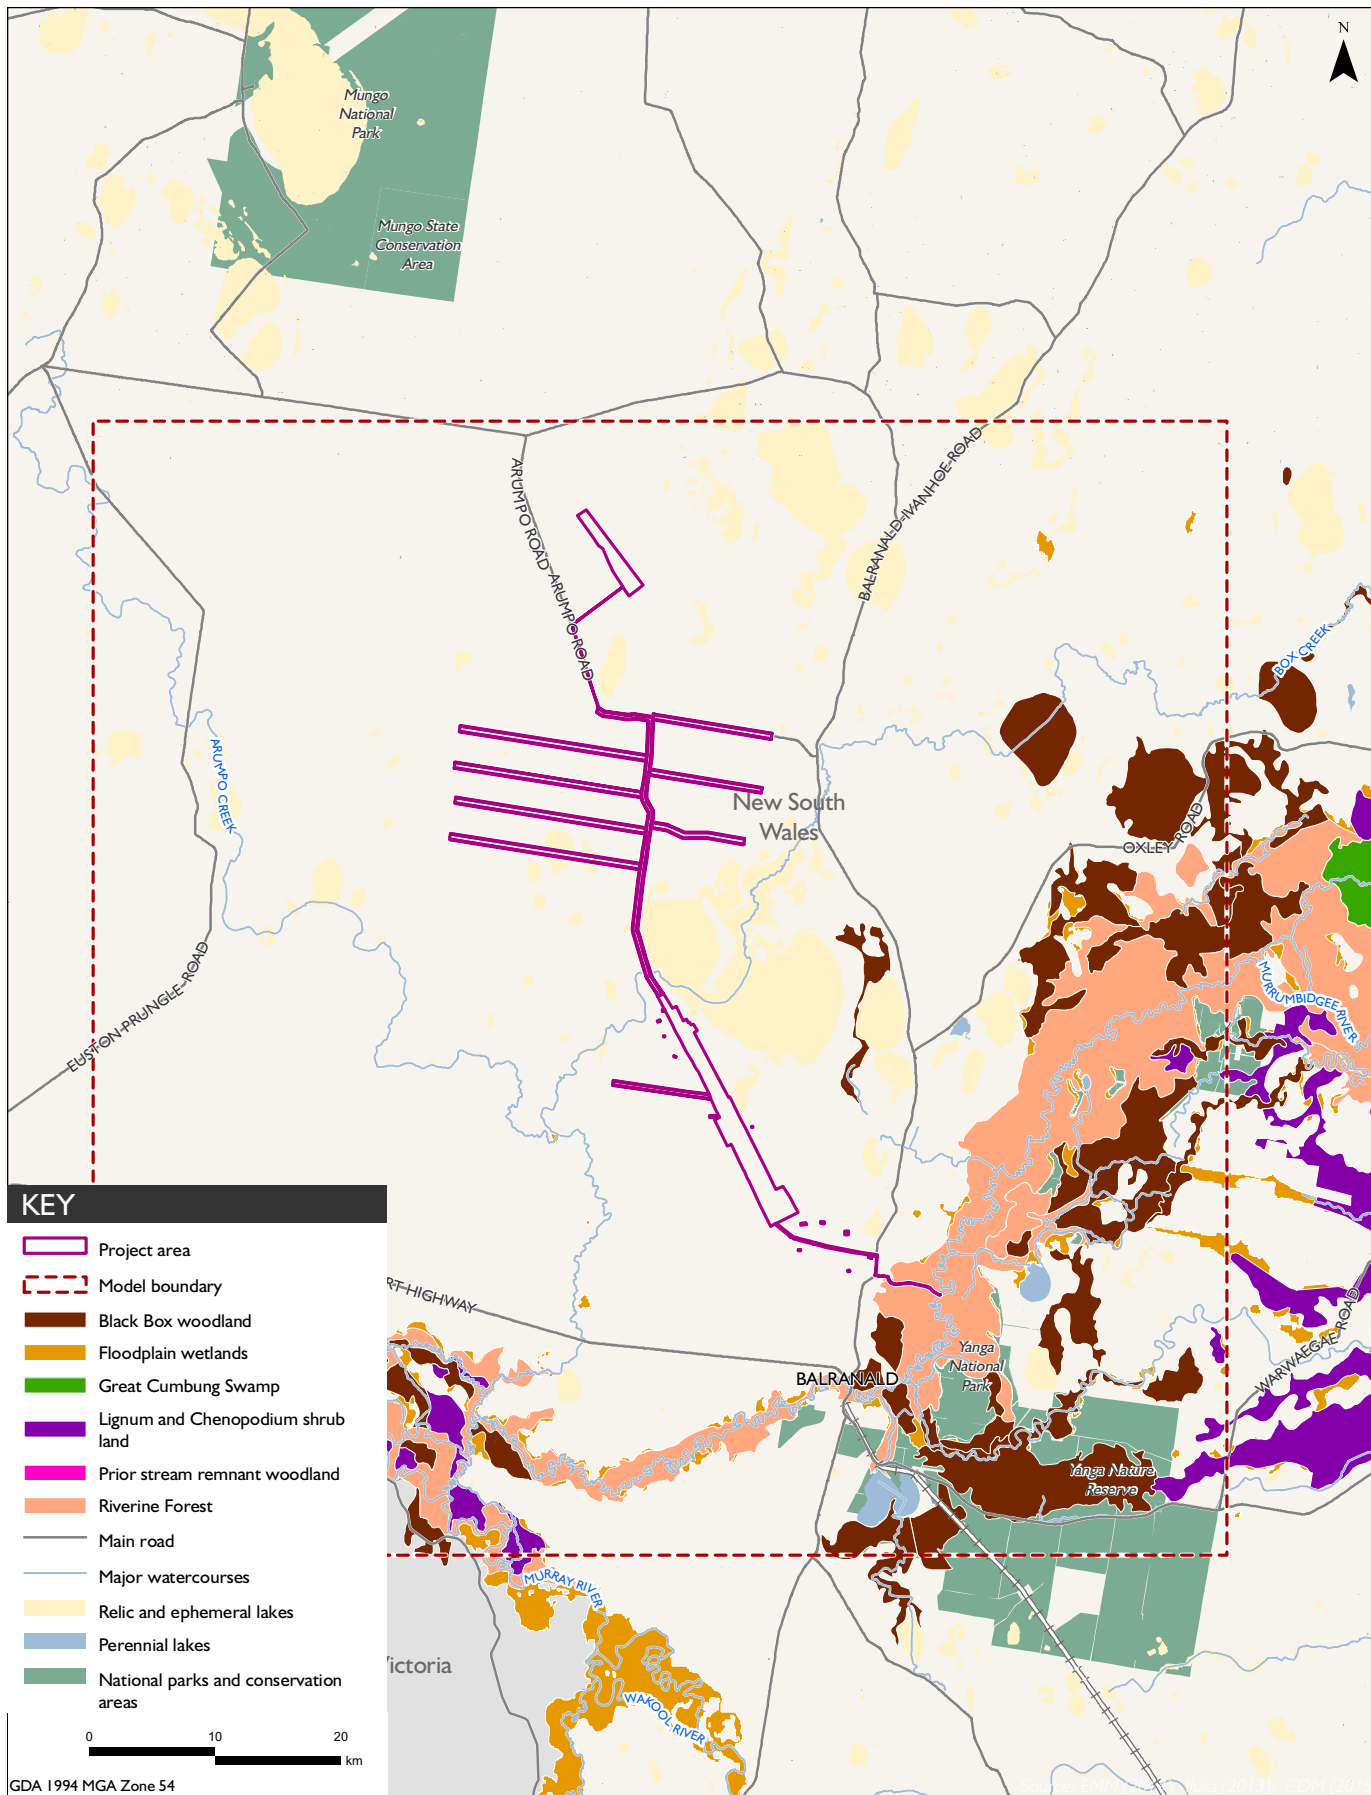 N
Mungo
National
Park
Mungo State
Conservation
Area
ARUMPO ROAD
ARUMPO ROAD
BALRANALD-IVANHOE ROAD
BOX CREEK
ARUMPO CREEK
New South
Wales
OXLEY ROAD
EUSTON-PRUNGLE-ROAD
MURRUMBIDGEE RIVER
WARWAEGAE ROAD
RT HIGHWAY
Yanga
National
Park
BALRANALD
Yanga Nature
Reserve
MURRAY RIVER
WAKOOL RIVER
ictoria
KEY
Project area
Model boundary
Black Box woodland
Floodplain wetlands
Great Cumbung Swamp
Lignum and Chenopodium shrub
land
Prior stream remnant woodland
Riverine Forest
Main road
Major watercourses
Relic and ephemeral lakes
Perennial lakes
National parks and conservation
areas
0 10 20
km
GDA 1994 MGA Zone 54
Source: EMM